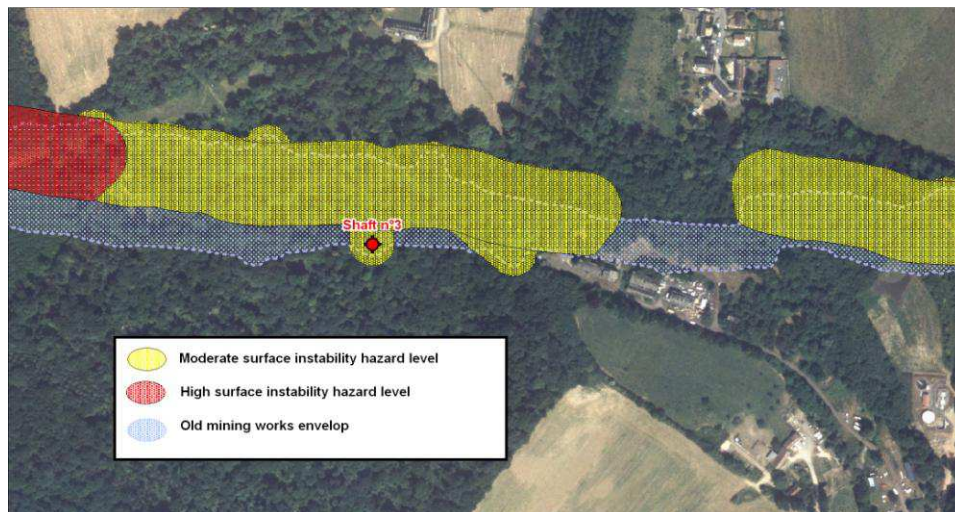 Shaft n°3
Moderate surface instability hazard level
High surface instability hazard level
Old mining works envelop